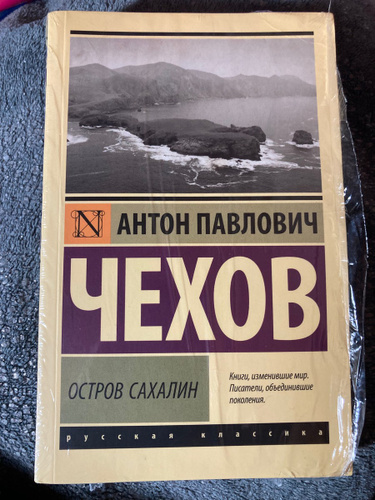 N
АНТОН ПАВЛОВИЧ
ЧЕХОВ
ОСТРОВ САХАЛИН
Книги, изменившие мир.
Писатели, объединившие
поколения.
русская классика